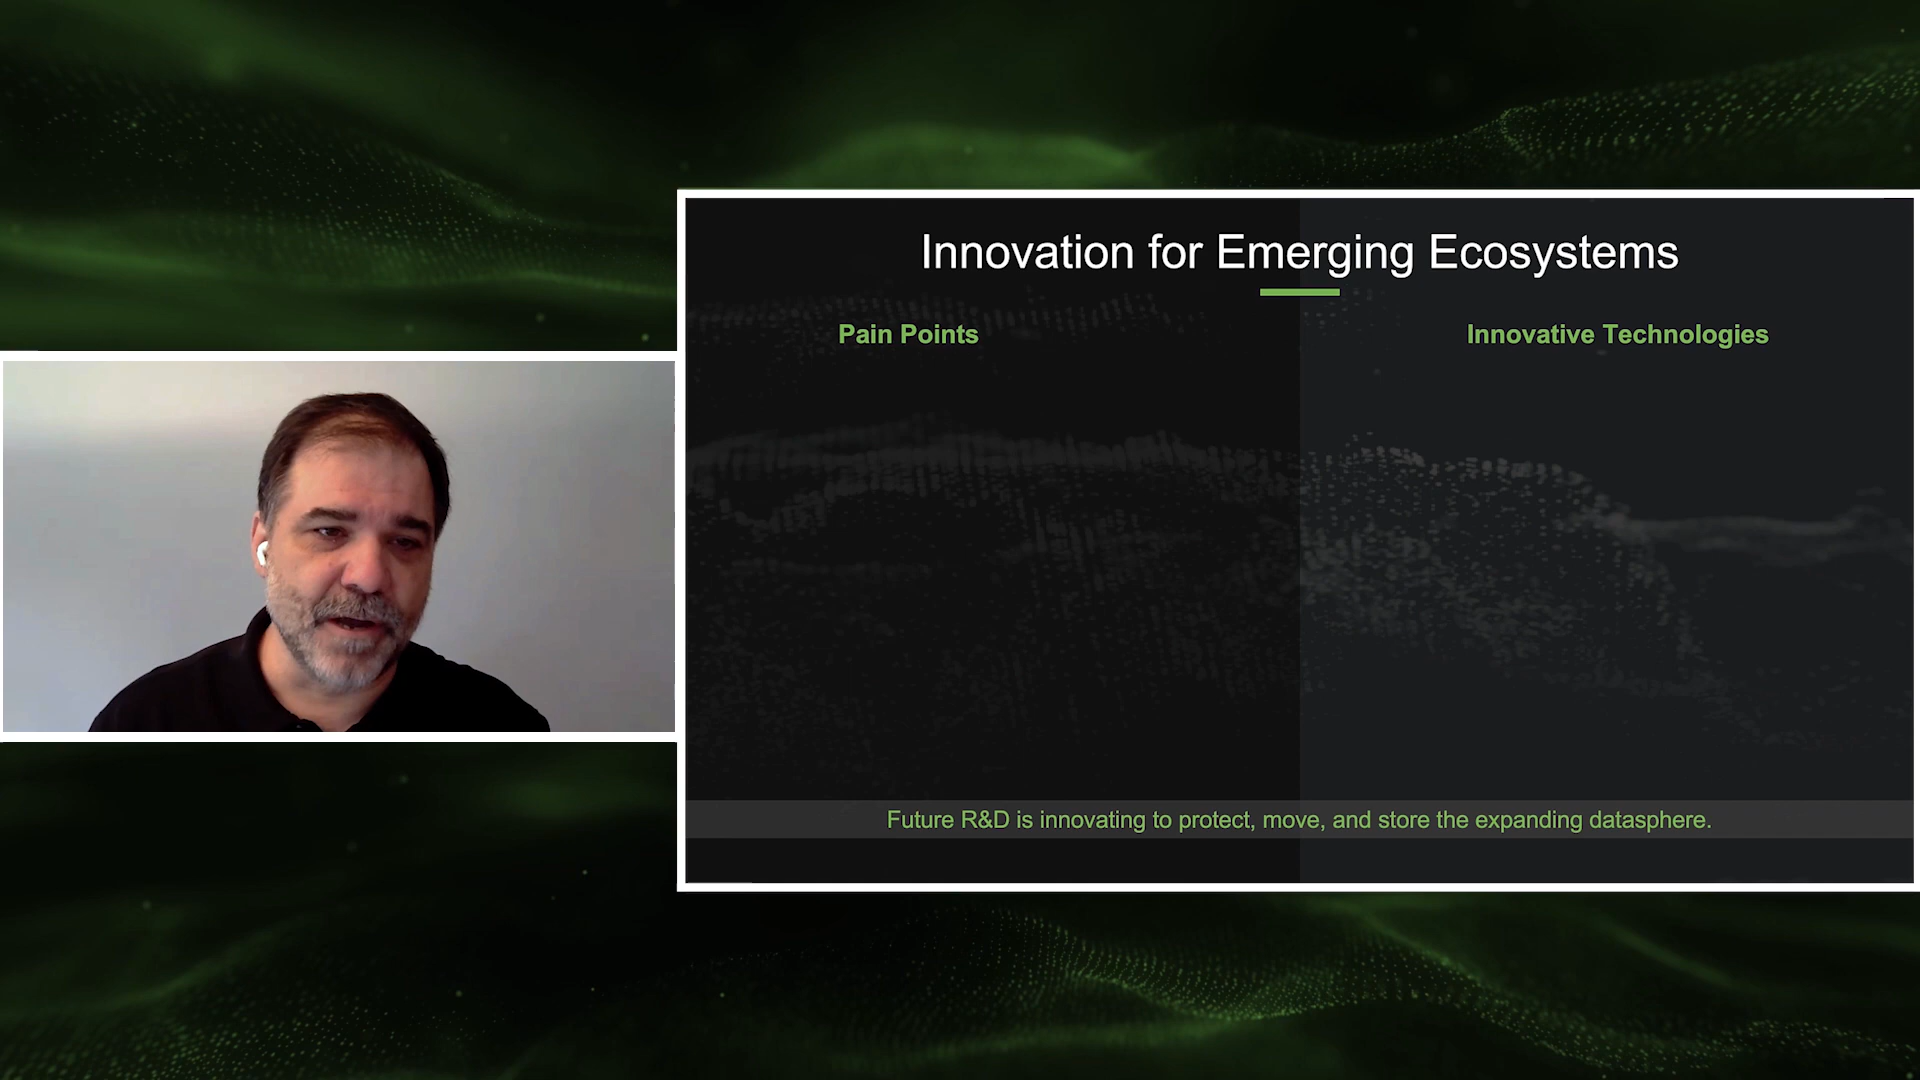 Innovation for Emerging Ecosystems
Pain Points
Innovative Technologies
Future R&D is innovating to protect, move, and store the expanding datasphere.